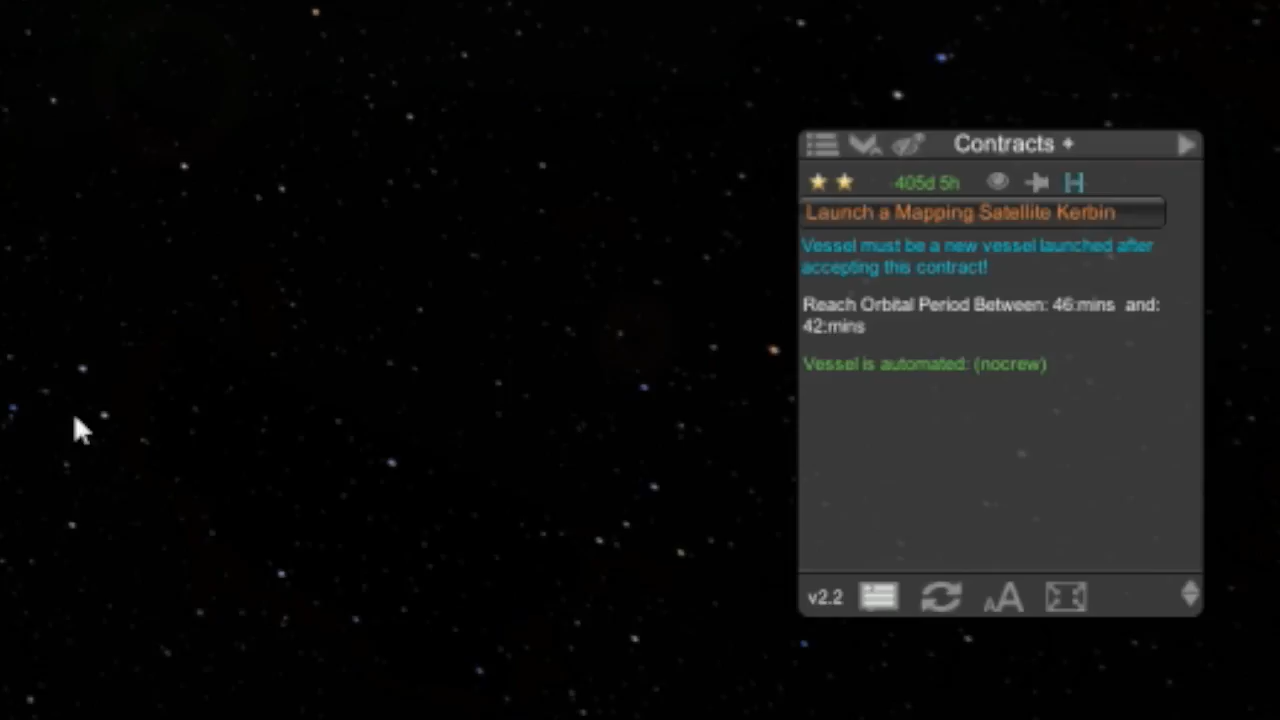 Contracts +
405d 5h
Launch a Mapping Satellite Kerbin
Vessel must be a new vessel launched after
accepting this contract!
Reach Orbital Period Between: 46:mins and:
42:mins
Vessel is automated: (nocrew)
v2.2
AA